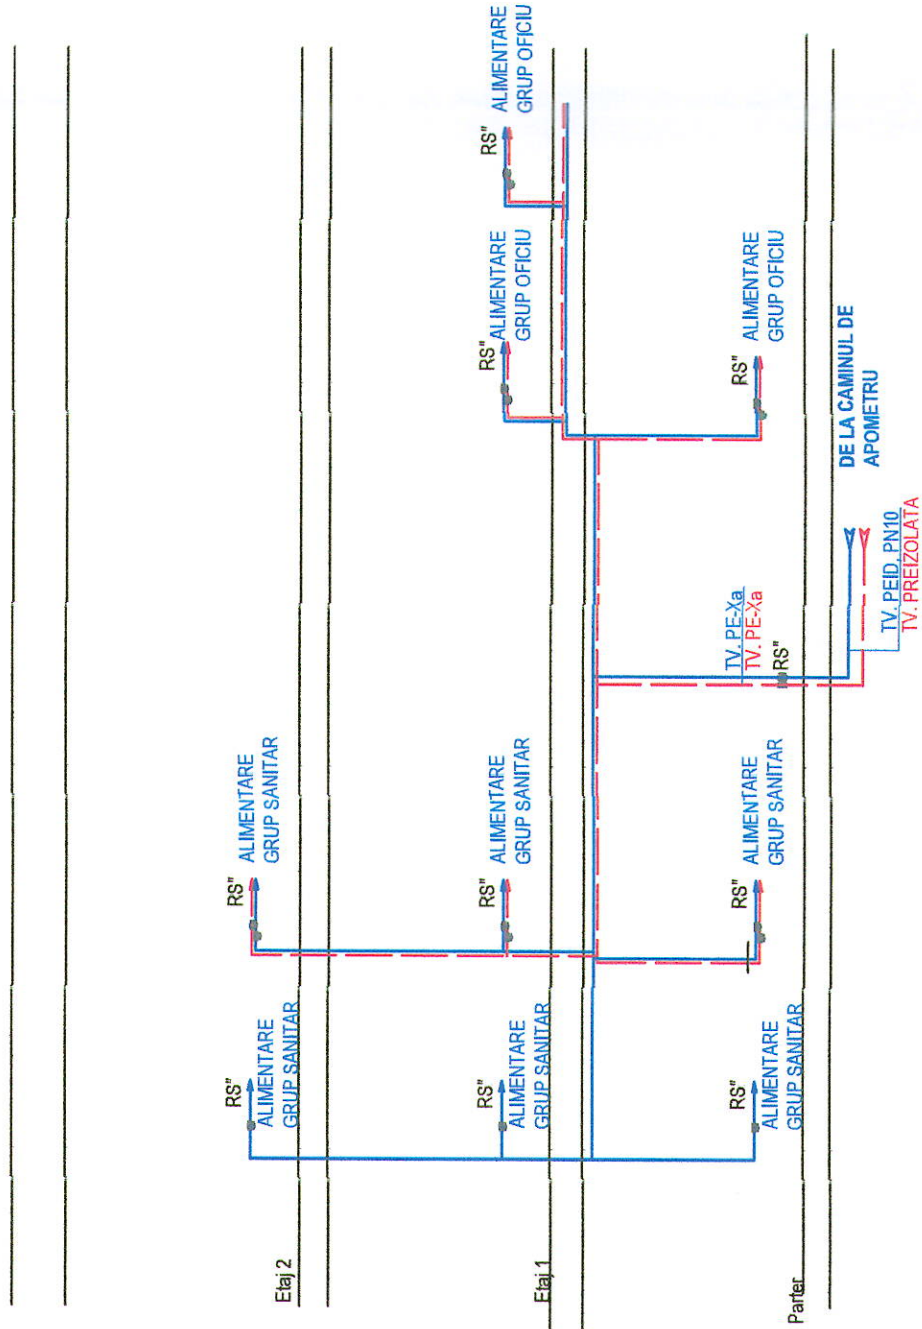 RS"
ALIMENTARE
GRUP SANITAR
RS"
ALIMENTARE
GRUP SANITAR
Etaj 2
RS"
ALIMENTARE
GRUP SANITAR
RS"
ALIMENTARE
GRUP SANITAR
RS"
ALIMENTARE
GRUP OFICIU
RS"
ALIMENTARE
GRUP OFICIU
Etaj 1
RS"
ALIMENTARE
GRUP SANITAR
RS"
ALIMENTARE
GRUP SANITAR
TV. PE-Xa
TV. PE-Xa
RS"
RS"
ALIMENTARE
GRUP OFICIU
Parter
DE LA CAMINUL DE
APOMETRU
TV. PEID, PN10
TV. PREIZOLATA